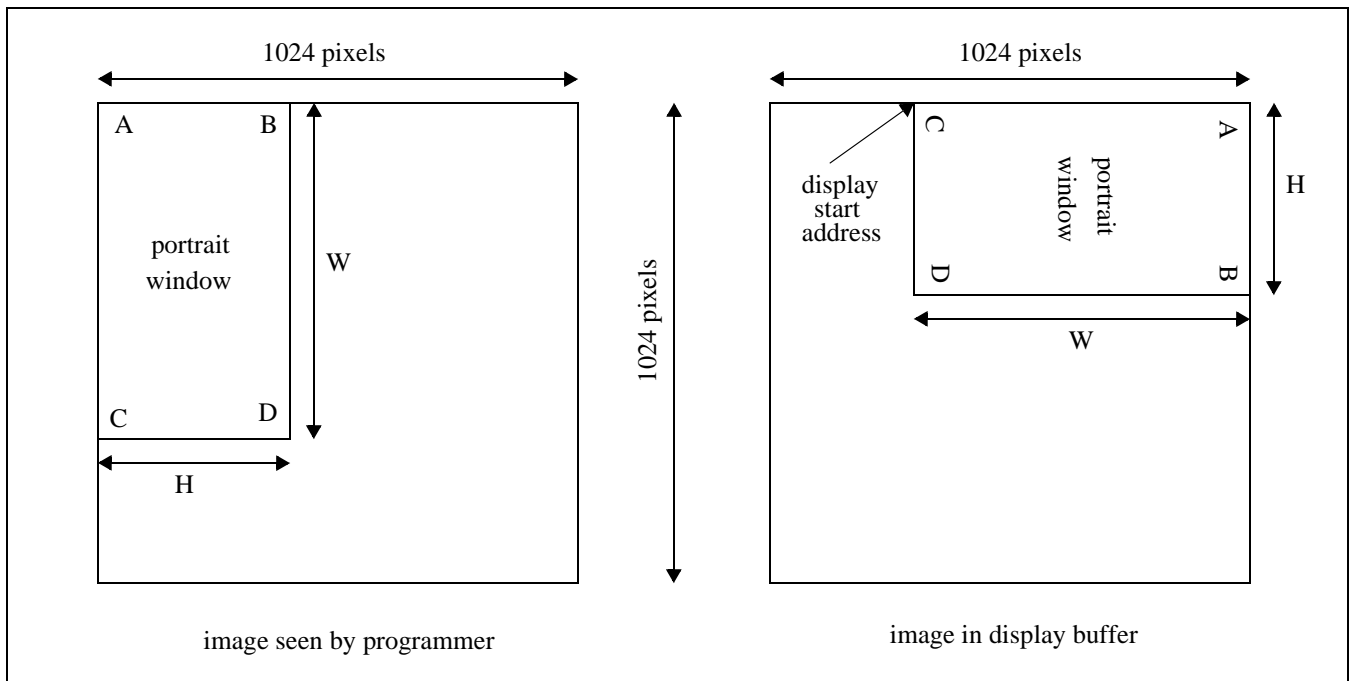 1024 pixels
A B
portrait
window
W
C D
H
image seen by programmer
1024 pixels
1024 pixels
C A
display
start
address
portrait
window
H
D B
W
image in display buffer